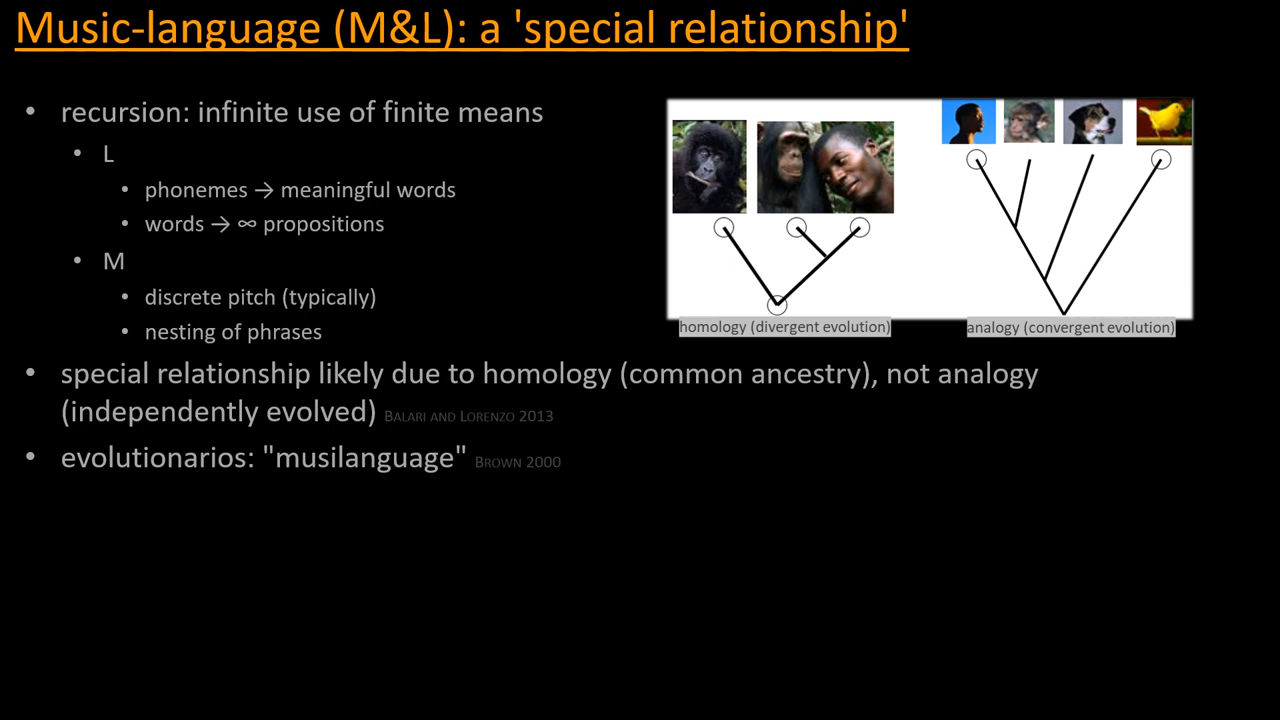 Music-language (M&L): a 'special relationship'
• recursion: infinite use of finite means
• L
• phonemes → meaningful words
• words → ∞ propositions
• M
• discrete pitch (typically)
• nesting of phrases
homology (divergent evolution)
analogy (convergent evolution)
• special relationship likely due to homology (common ancestry), not analogy
(independently evolved) Balari and Lorenzo 2013
• evolutionarios: "musilanguage" Brown 2000